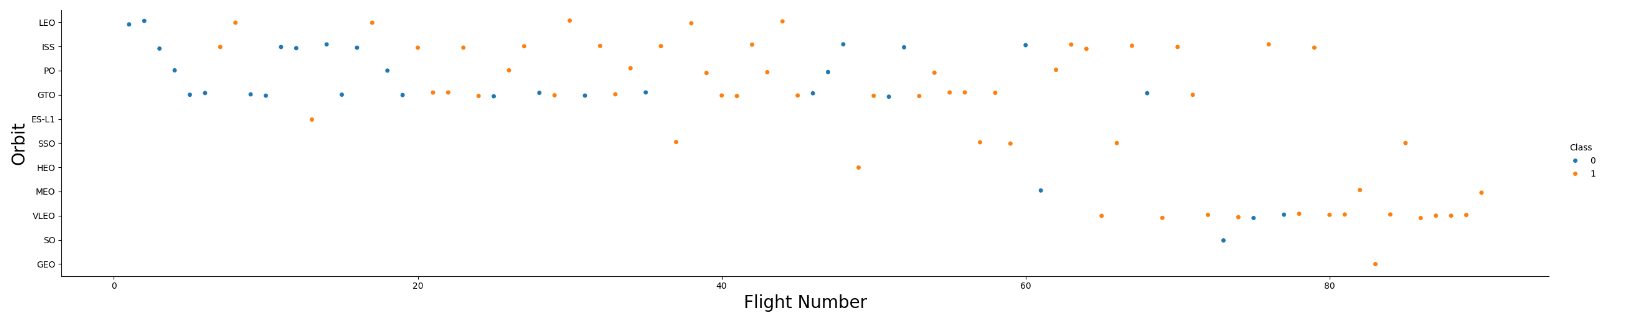 LEO
ISS
PO
GTO
ES-L1
SSO
HEO
MEO
VLEO
SO
GEO
Orbit
0 20 40 60 80
Flight Number
Class
0
1